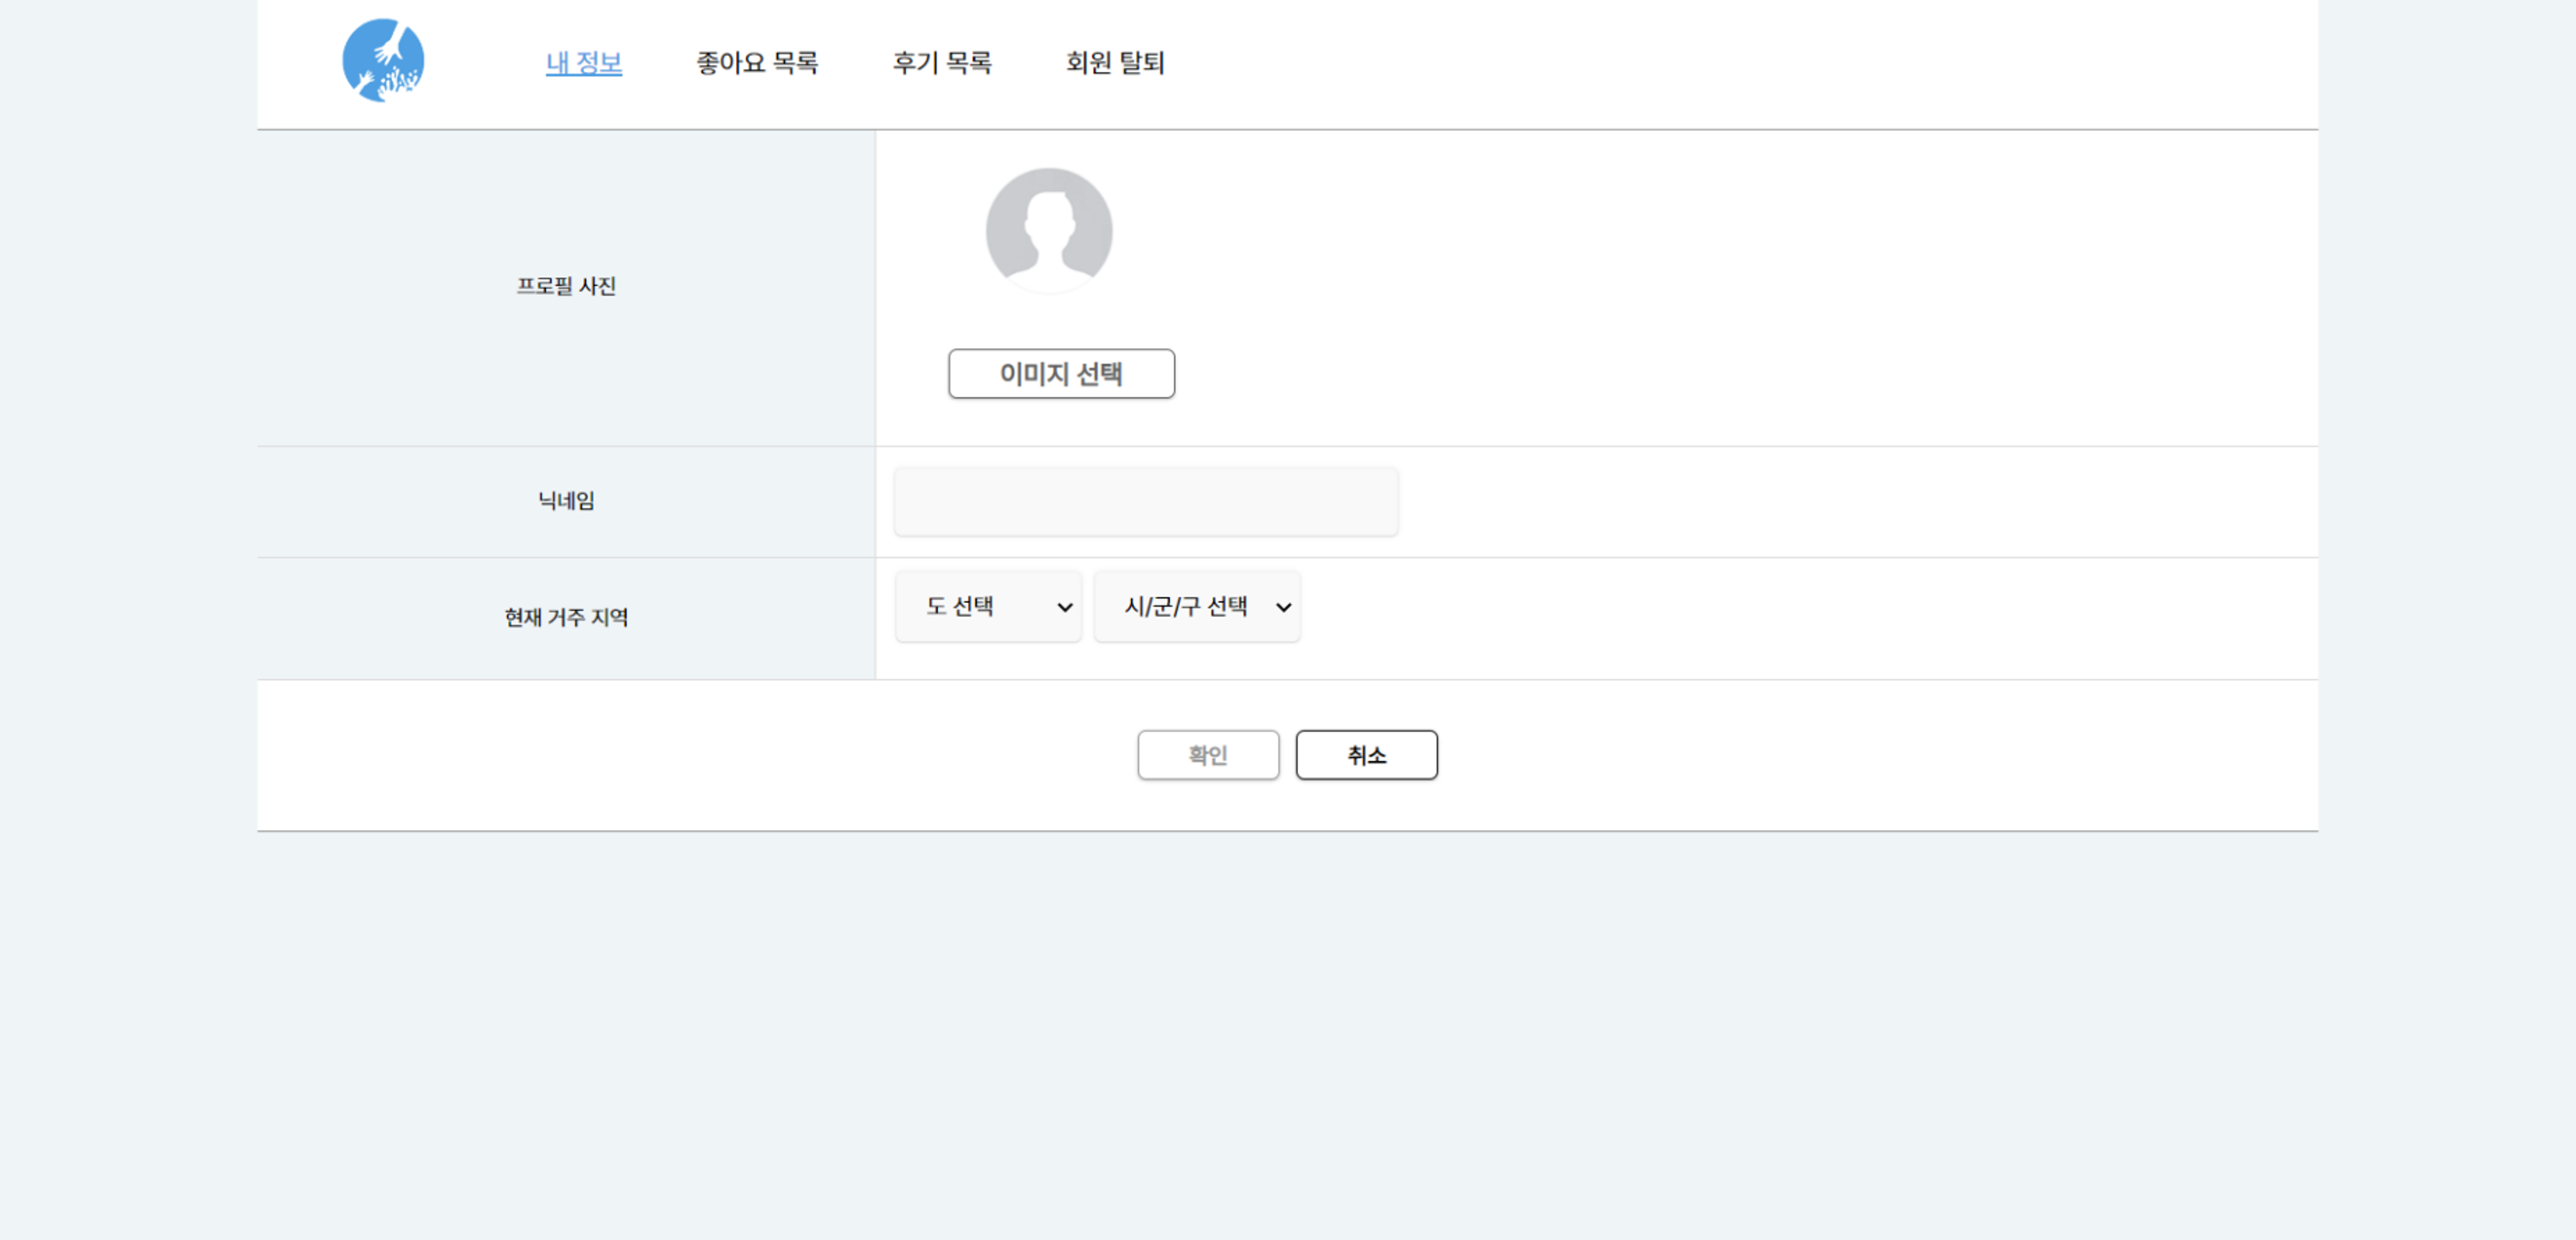 내 정보 좋아요 목록 후기 목록 회원 탈퇴
프로필 사진
이미지 선택
닉네임
현재 거주 지역 도 선택 시/군/구 선택
확인 취소